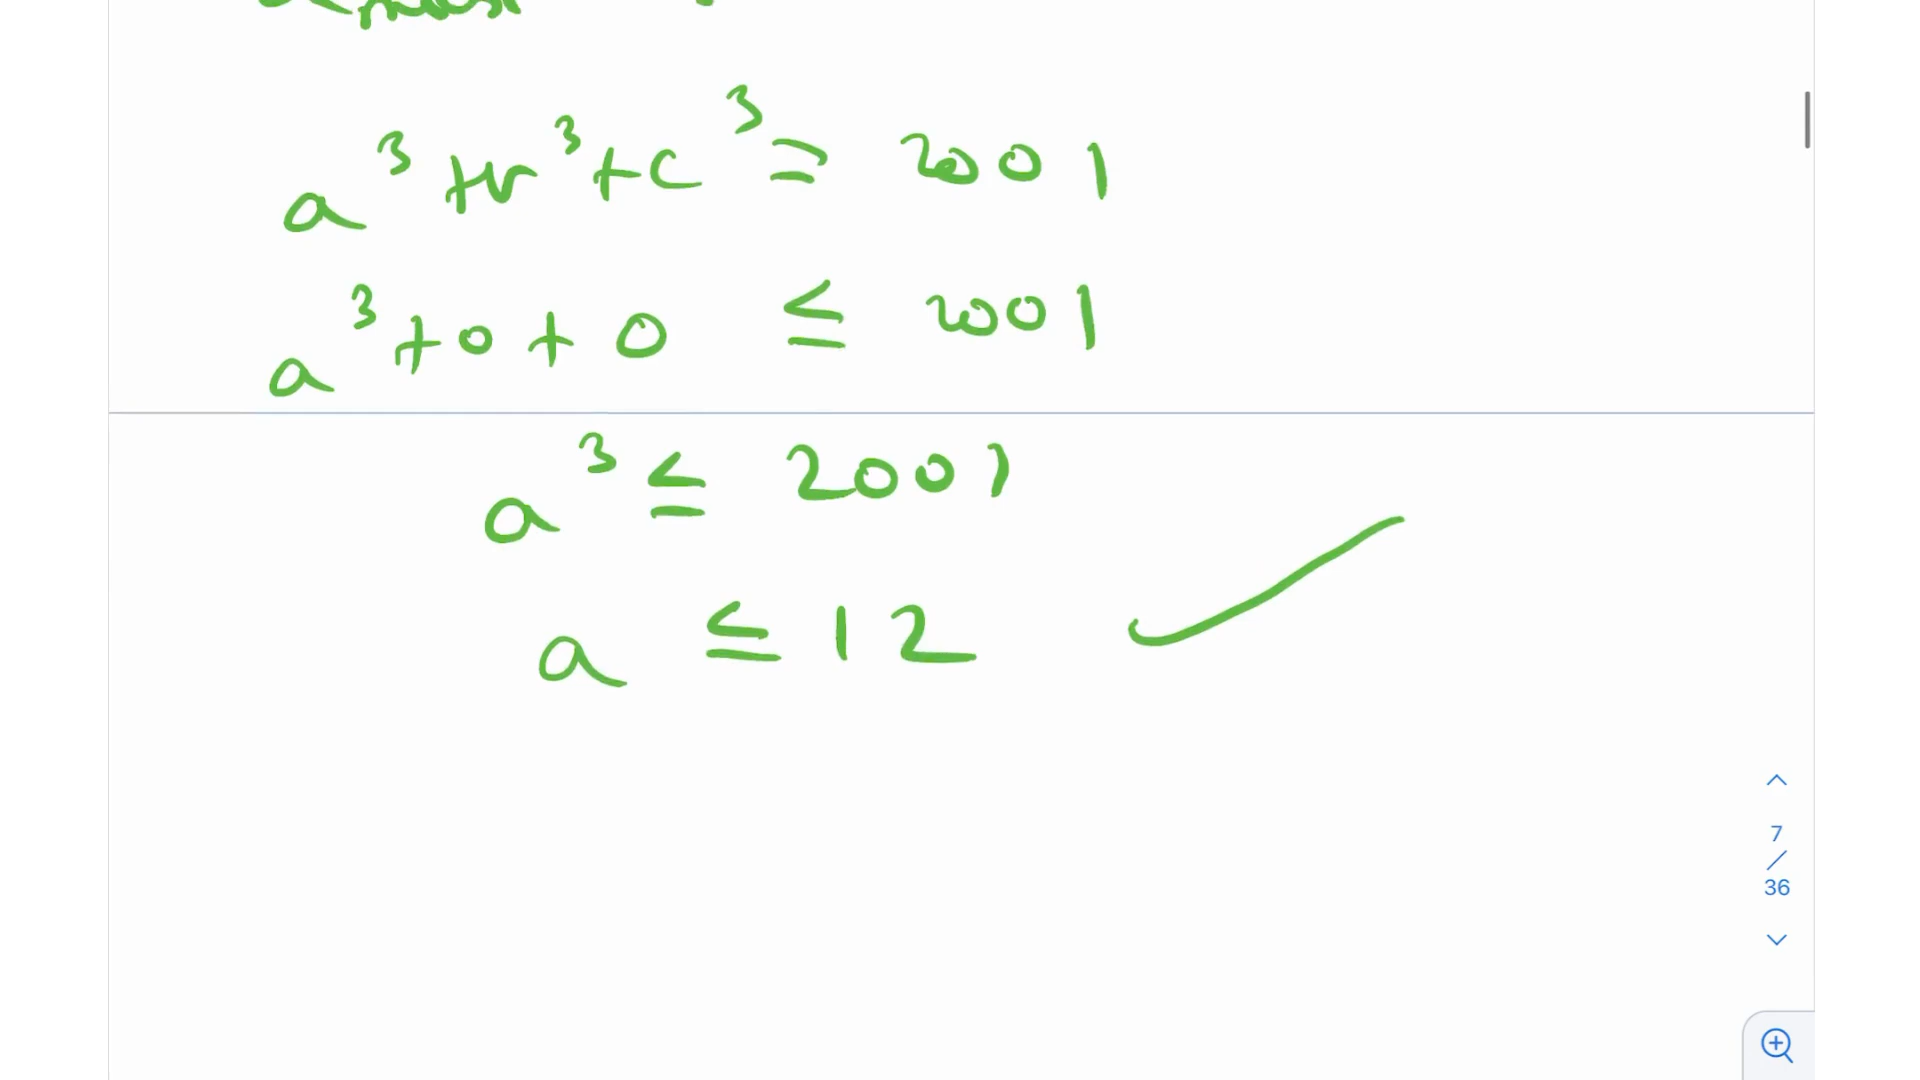 a³ + b³ + c³ = 2001
a³ + 0 + 0 ≤ 2001
a³ ≤ 2001
a ≤ 12
7
/
36